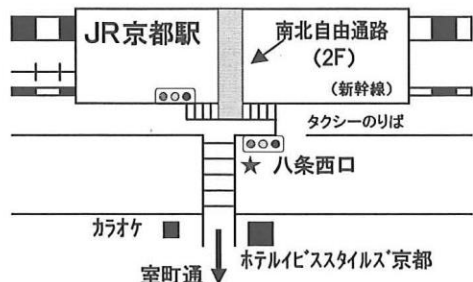 JR京都駅
南北自由通路
(2F)
(新幹線)
タクシーのりば
★ 八条西口
カラオケ
ホテルイビススタイルズ京都
室町通